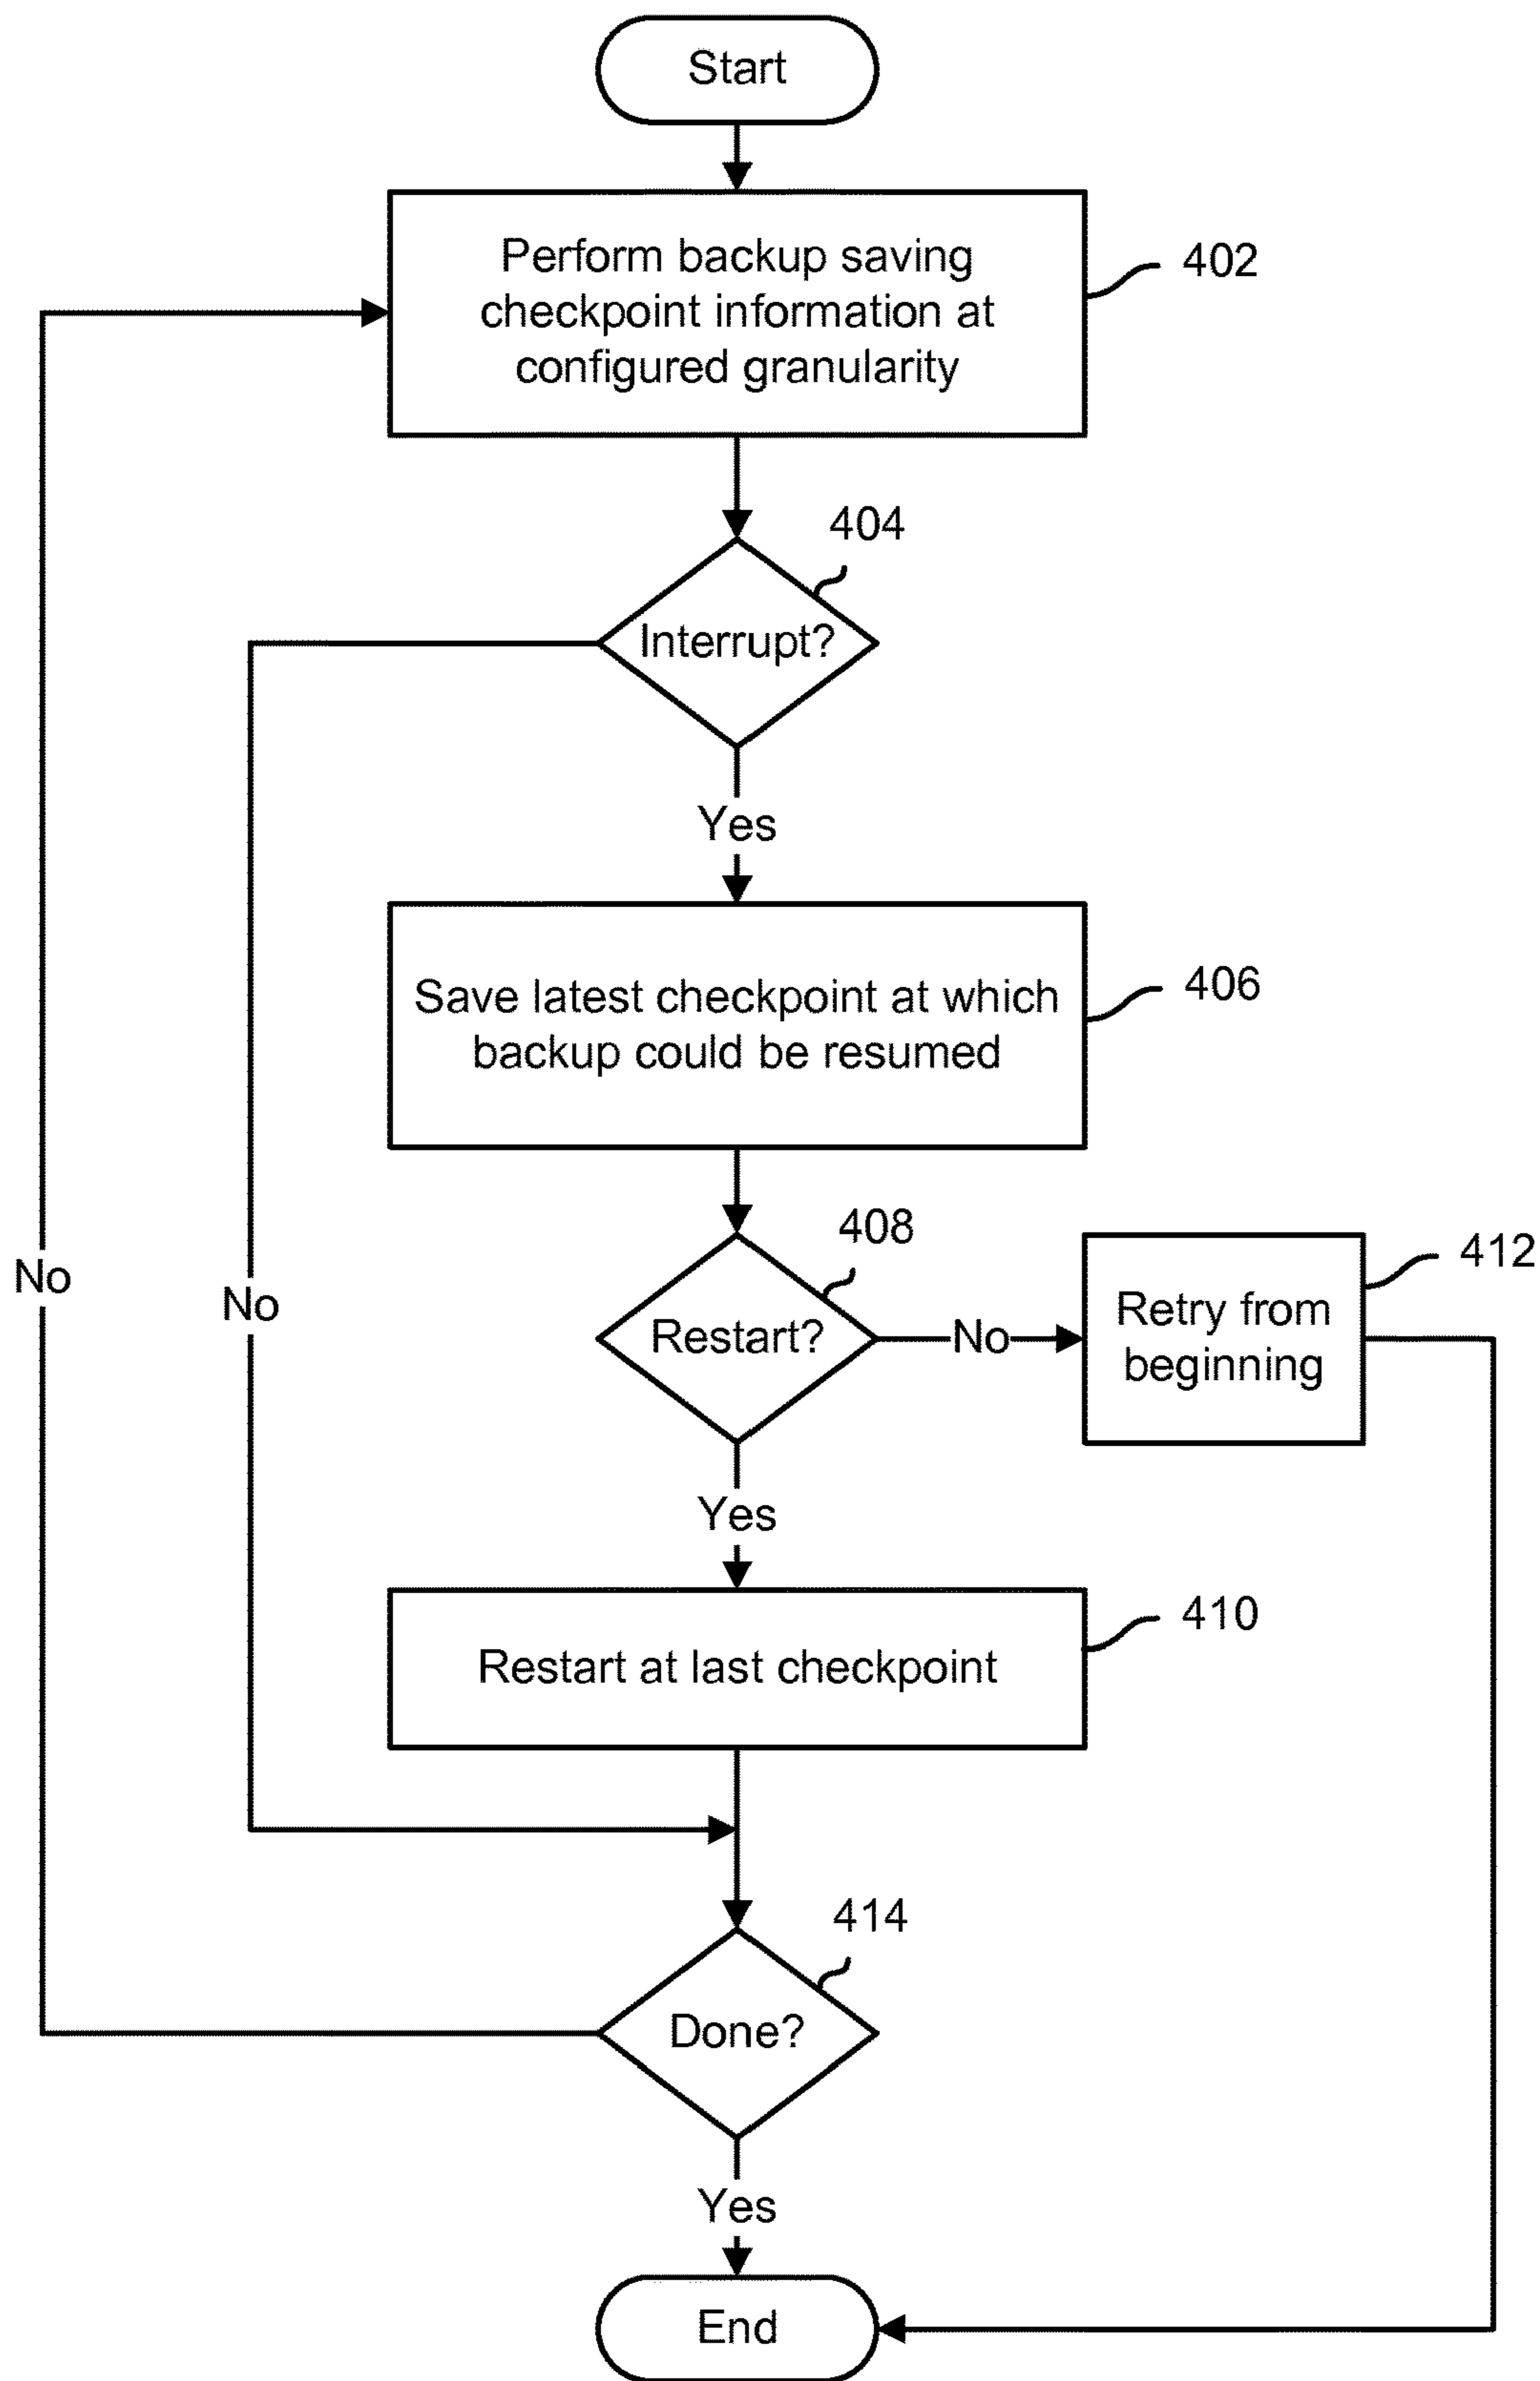 Start
Perform backup saving
checkpoint information at
configured granularity
402
404
Interrupt?
Yes
Save latest checkpoint at which
backup could be resumed
406
408
412
No
No
Restart?
No
Retry from
beginning
Yes
410
Restart at last checkpoint
414
Done?
Yes
End